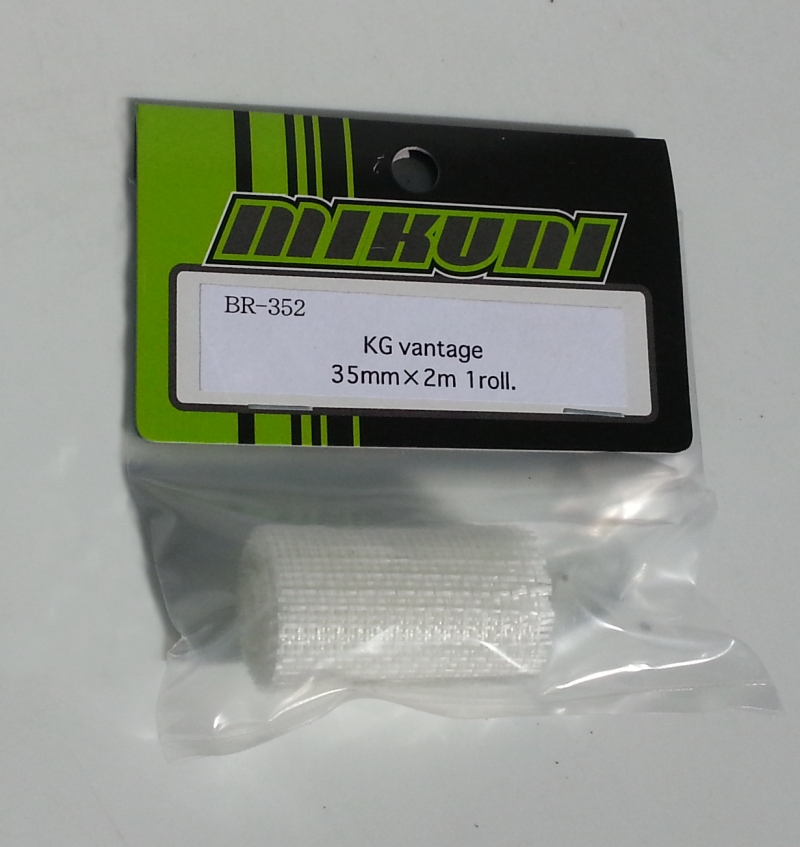 MIKUNI
BR-352
KG vantage
35mm×2m 1roll.